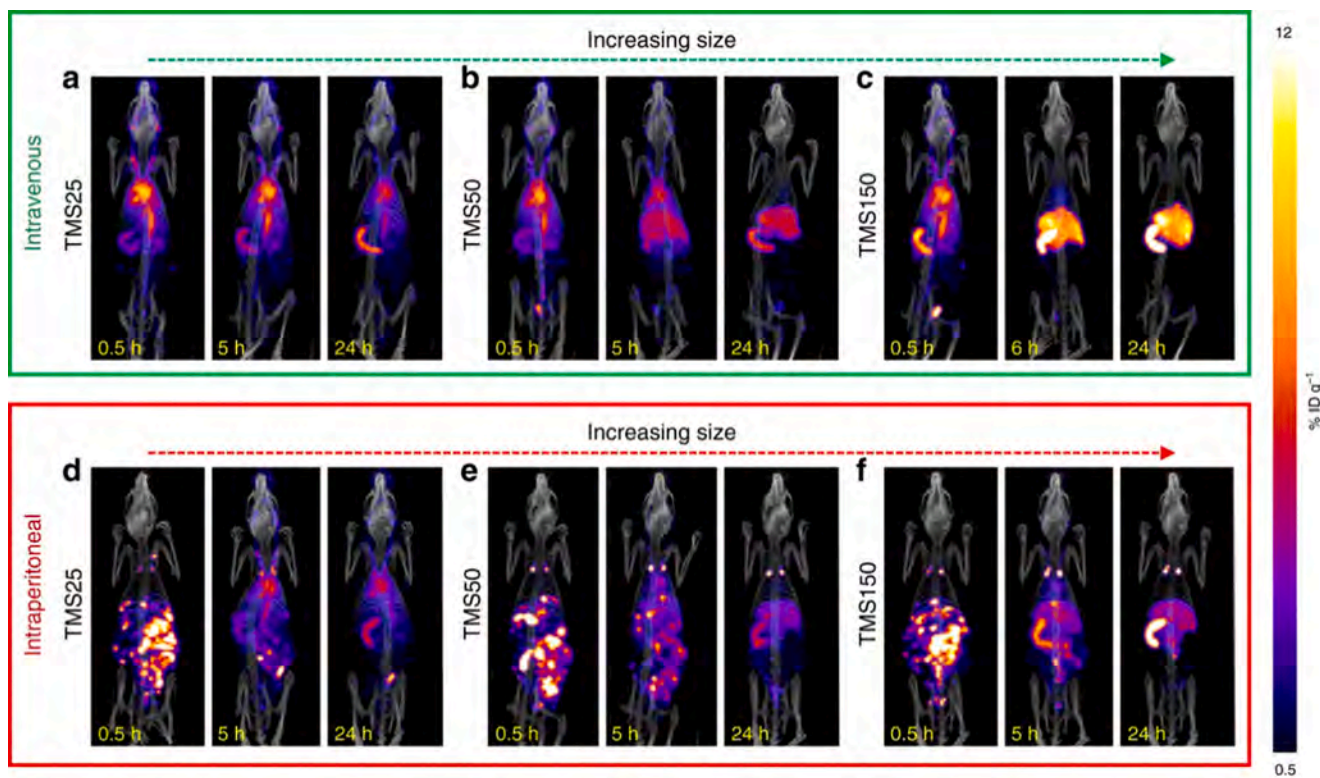 Increasing size
a
b
c
Intravenous
TMS25
TMS50
TMS150
0.5 h
5 h
24 h
0.5 h
5 h
24 h
0.5 h
6 h
24 h
Increasing size
d
e
f
Intraperitoneal
TMS25
TMS50
TMS150
0.5 h
5 h
24 h
0.5 h
5 h
24 h
0.5 h
5 h
24 h
12
% ID g⁻¹
0.5